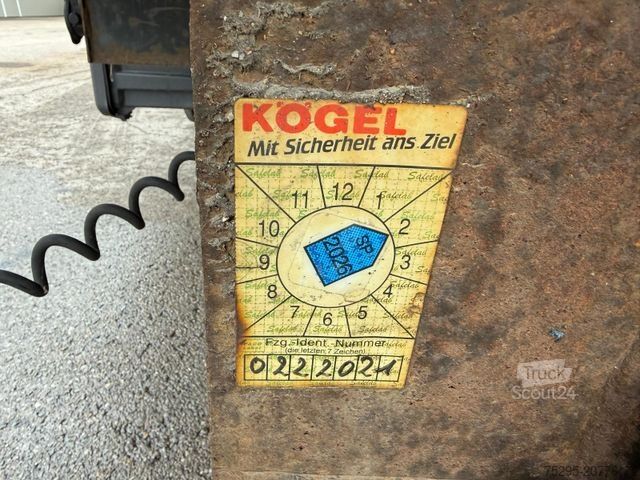 KÖGEL
Mit Sicherheit ans Ziel
11 12 1
10 2
9 3
8 4
7 6 5
SP
2026
Safelab
Fzg.-Ident.-Nummer
(die letzten 7 Zeichen)
0222021
Truck
Scout24